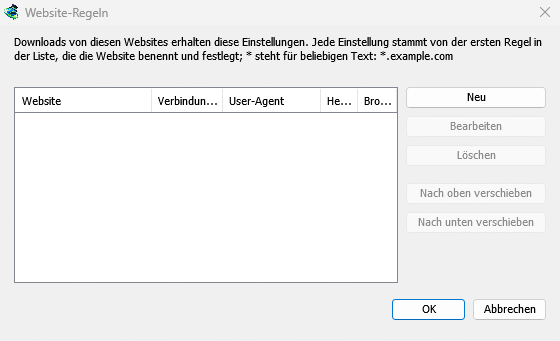 Website-Regeln
Downloads von diesen Websites erhalten diese Einstellungen. Jede Einstellung stammt von der ersten Regel in
der Liste, die die Website benennt und festlegt; * steht für beliebigen Text: *.example.com
Website Verbindun... User-Agent He... Bro...
Neu
Bearbeiten
Löschen
Nach oben verschieben
Nach unten verschieben
OK Abbrechen